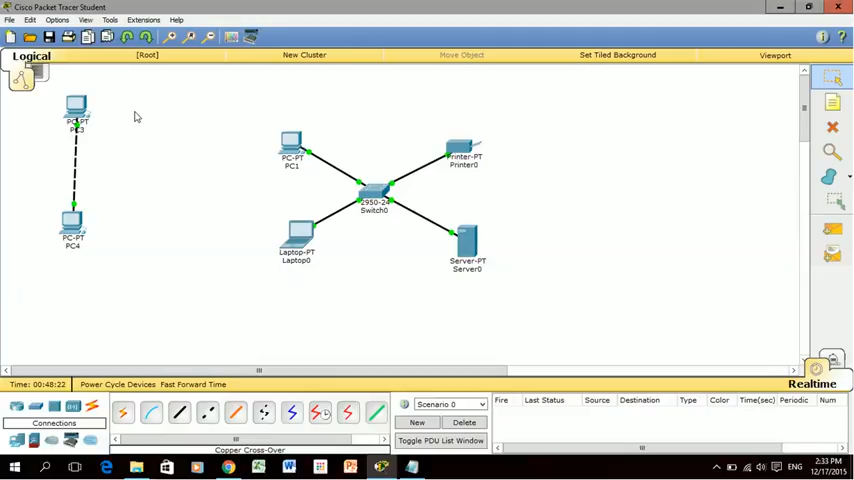 Cisco Packet Tracer Student
File Edit Options View Tools Extensions Help
Logical
[Root]
New Cluster
Move Object
Set Tiled Background
Viewport
PC-PT
PC3
PC-PT
PC4
PC-PT
PC1
Printer-PT
Printer0
2950-24
Switch0
Laptop-PT
Laptop0
Server-PT
Server0
Time: 00:48:22
Power Cycle Devices Fast Forward Time
Realtime
Connections
Copper Cross-Over
Scenario 0
New
Delete
Toggle PDU List Window
Fire Last Status Source Destination Type Color Time(sec) Periodic Num
ENG
2:33 PM
12/17/2015